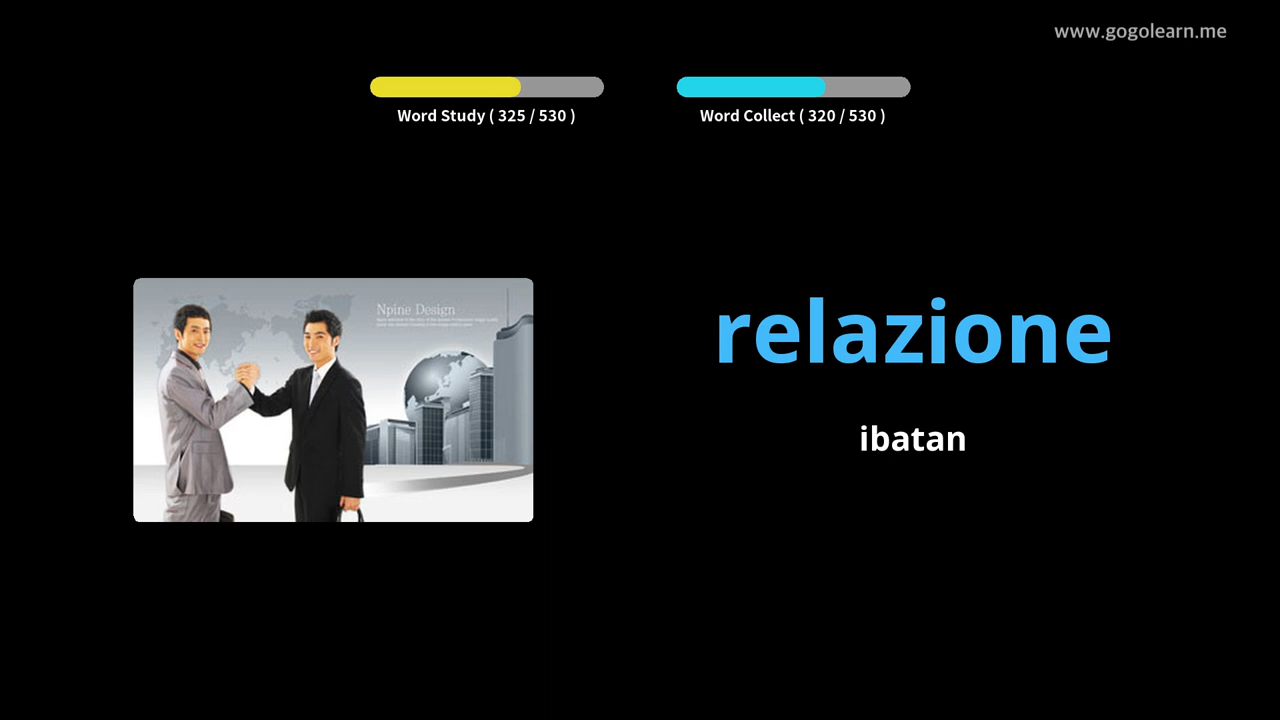 www.gogolearn.me
Word Study ( 325 / 530 )
Word Collect ( 320 / 530 )
Npine Design
relazione
ibatan